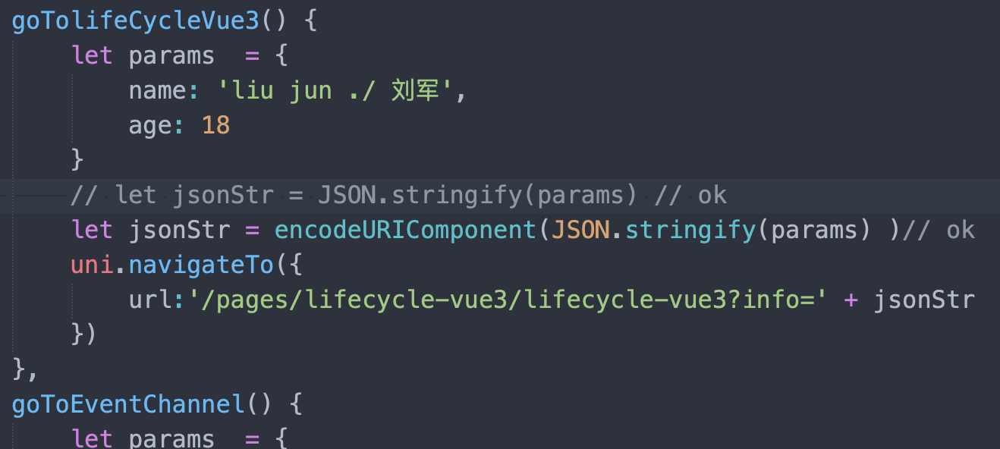 goTolifeCycleVue3() {
    let params  = {
        name: 'liu jun ./ 刘军',
        age: 18
    }
    // let jsonStr = JSON.stringify(params) // ok
    let jsonStr = encodeURIComponent(JSON.stringify(params) )// ok
    uni.navigateTo({
        url:'/pages/lifecycle-vue3/lifecycle-vue3?info=' + jsonStr
    })
},
goToEventChannel() {
    let params  = {